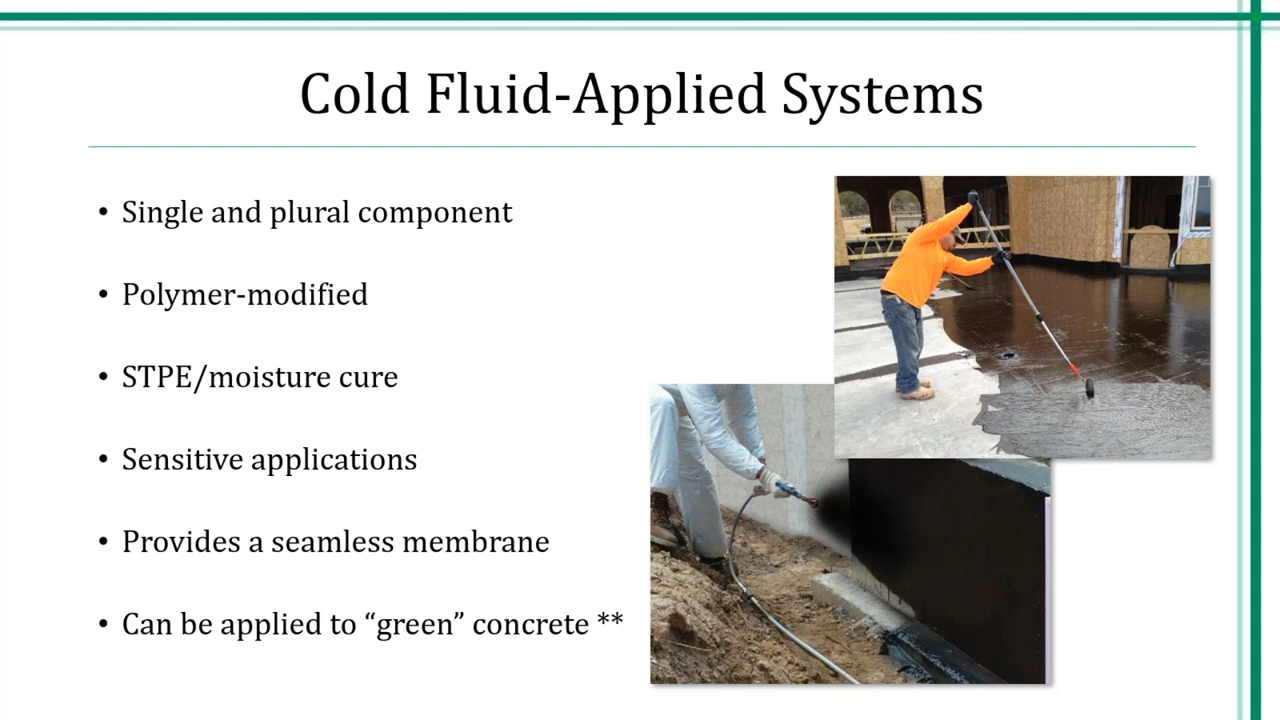 Cold Fluid-Applied Systems
• Single and plural component
• Polymer-modified
• STPE/moisture cure
• Sensitive applications
• Provides a seamless membrane
• Can be applied to “green” concrete **